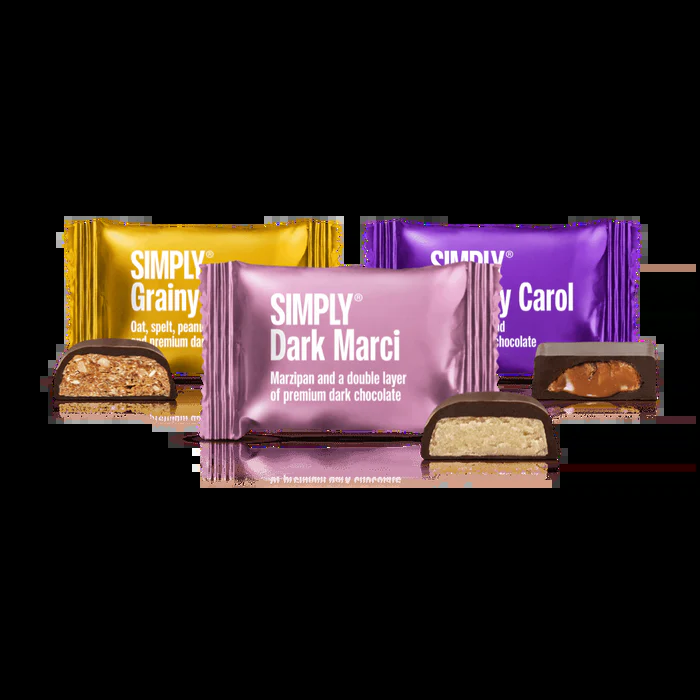 SIMPLY®
Grainy
Oat, spelt, peanu
and premium dar
SIMPLY®
Dark Marci
Marzipan and a double layer
of premium dark chocolate
SIMPLY®
y Carol
d
chocolate